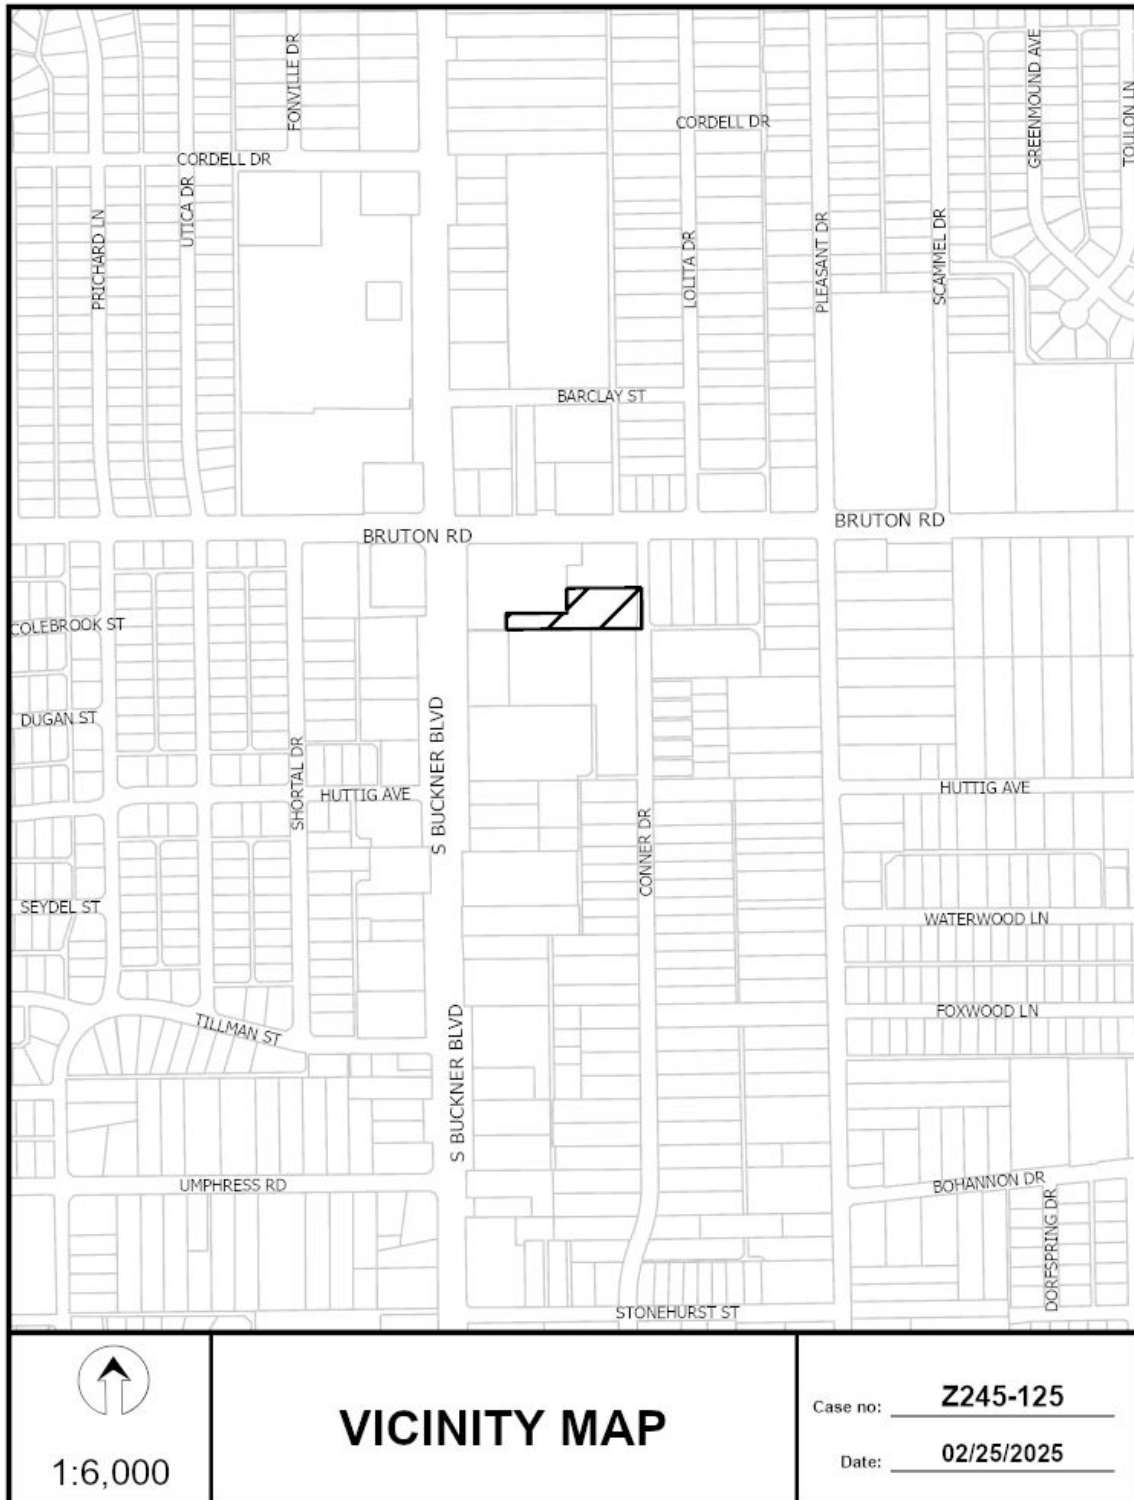 FONVILLE DR
GREENMOUND AVE
TOULON LN
CORDELL DR
CORDELL DR
PRICHARD LN
UTICA DR
LOLITA DR
PLEASANT DR
SCAMMEL DR
BARCLAY ST
BRUTON RD
BRUTON RD
COLEBROOK ST
DUGAN ST
SHORTAL DR
S BUCKNER BLVD
HUTTIG AVE
HUTTIG AVE
CONNER DR
SEYDEL ST
WATERWOOD LN
TILLMAN ST
S BUCKNER BLVD
FOXWOOD LN
UMPHRESS RD
BOHANNON DR
DORFSPRING DR
STONEHURST ST
1:6,000
VICINITY MAP
Case no: Z245-125
Date: 02/25/2025